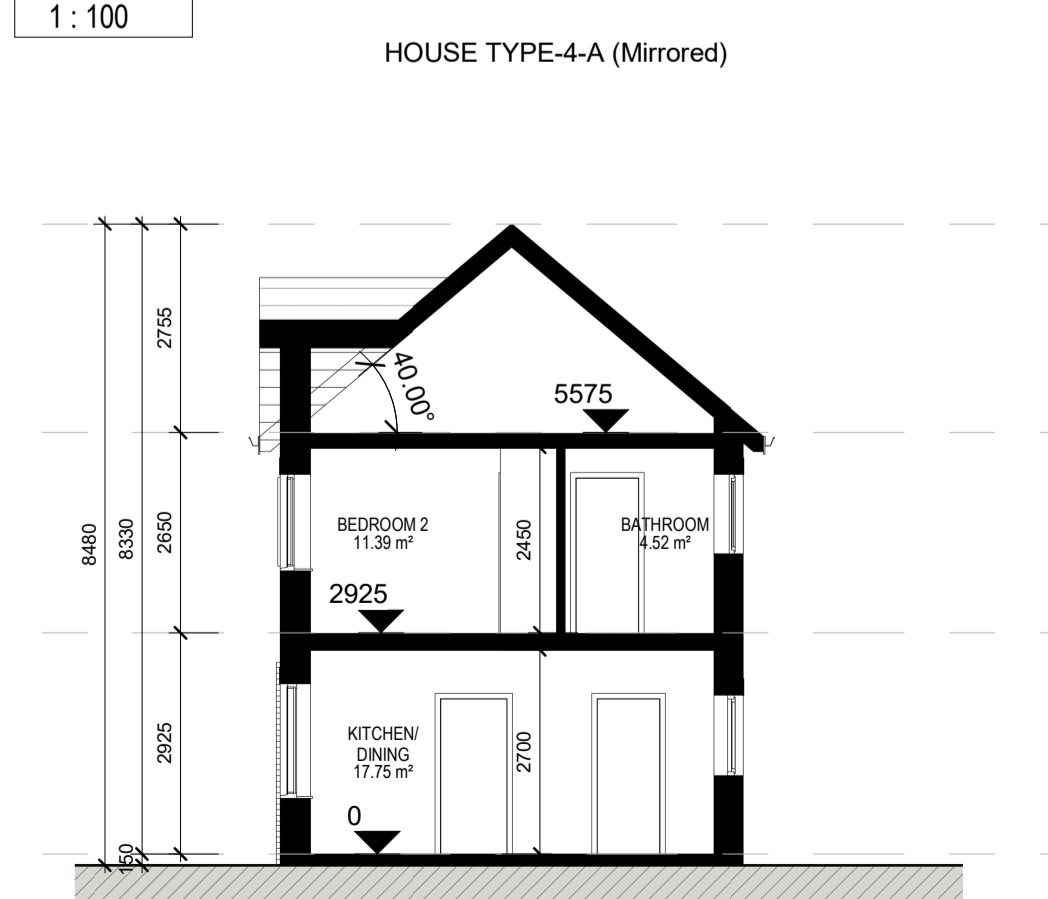 1 : 100
HOUSE TYPE-4-A (Mirrored)
2755
40.00°
5575
8480
8330
2650
BEDROOM 2
11.39 m²
2450
BATHROOM
4.52 m²
2925
2925
KITCHEN/
DINING
17.75 m²
2700
0
150